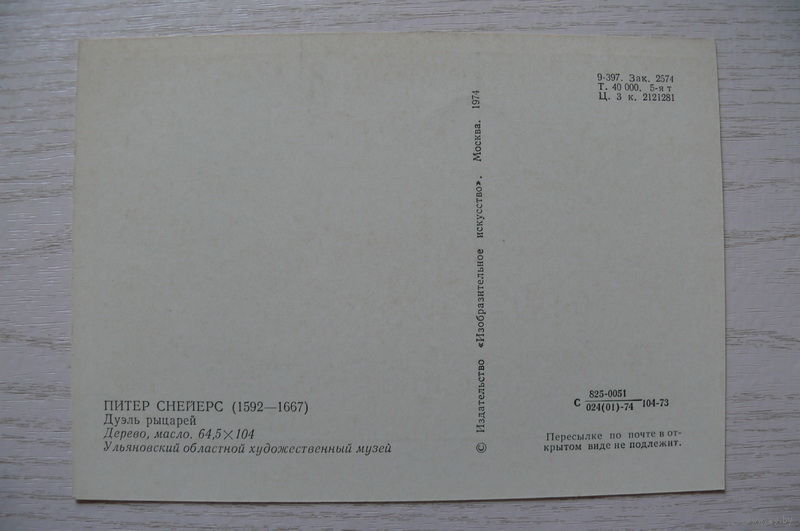 9-397. Зак. 2574
Т. 40 000. 5-я т
Ц. 3 к. 2121281
© Издательство «Изобразительное искусство». Москва. 1974
ПИТЕР СНЕЙЕРС (1592—1667)
Дуэль рыцарей
Дерево, масло. 64,5×104
Ульяновский областной художественный музей
825-0051
С 104-73
024(01)-74
Пересылке по почте в от-
крытом виде не подлежит.